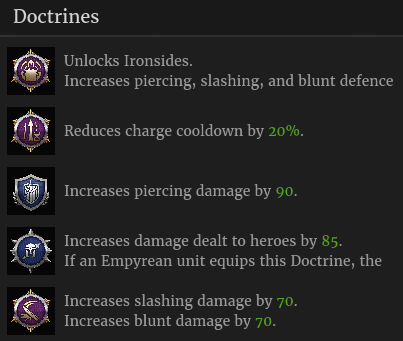 Doctrines
Unlocks Ironsides.
Increases piercing, slashing, and blunt defence
Reduces charge cooldown by 20%.
Increases piercing damage by 90.
Increases damage dealt to heroes by 85.
If an Empyrean unit equips this Doctrine, the
Increases slashing damage by 70.
Increases blunt damage by 70.